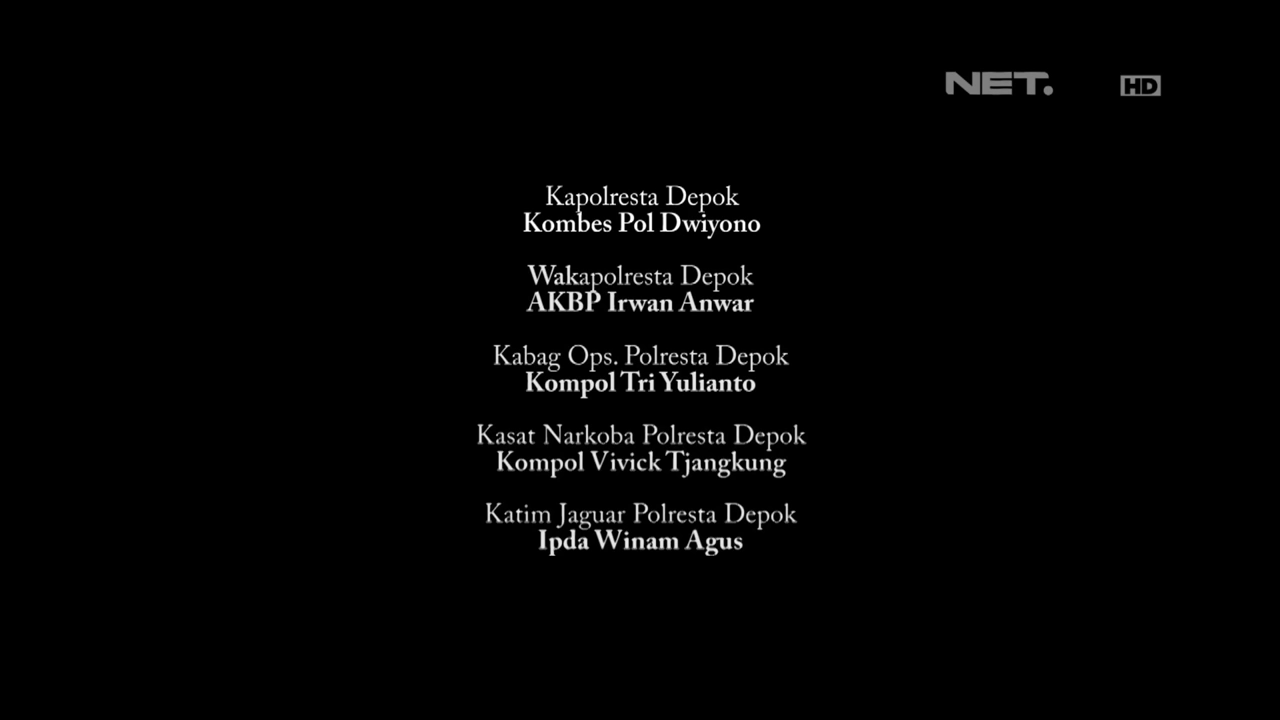 NET. HD
Kapolresta Depok
Kombes Pol Dwiyono
Wakapolresta Depok
AKBP Irwan Anwar
Kabag Ops. Polresta Depok
Kompol Tri Yulianto
Kasat Narkoba Polresta Depok
Kompol Vivick Tjangkung
Katim Jaguar Polresta Depok
Ipda Winam Agus